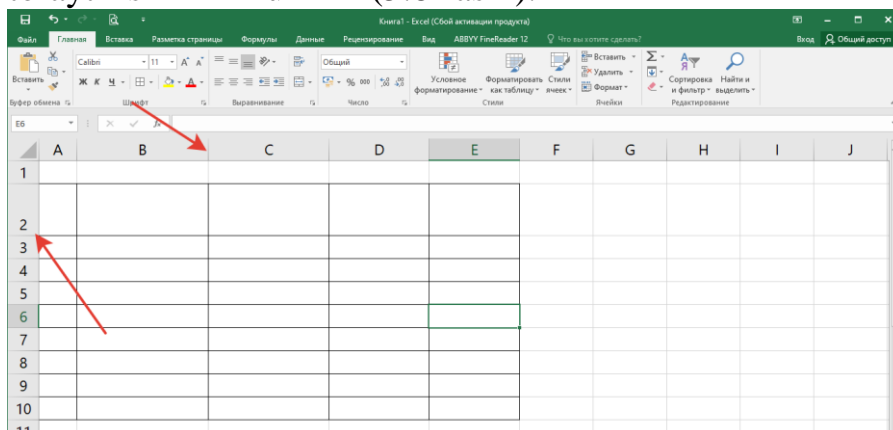 Книга1 - Excel (Сбой активации продукта)
Файл Главная Вставка Разметка страницы Формулы Данные Рецензирование Вид ABBYY FineReader 12 Что вы хотите сделать? Вход Общий доступ
Calibri 11 Общий
Вставить Ж К Ч % 000 Условное форматирование Форматировать как таблицу Стили ячеек Вставить Удалить Формат Сортировка и фильтр Найти и выделить
Буфер обмена Шрифт Выравнивание Число Стили Ячейки Редактирование
E6 fx
A B C D E F G H I J
1
2
3
4
5
6
7
8
9
10